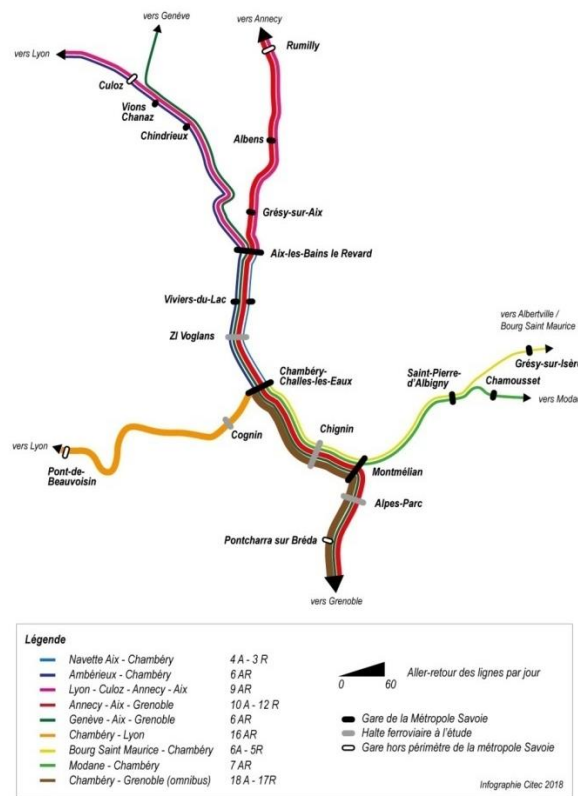 vers Genève
vers Annecy
vers Lyon
Rumilly
Culoz
Vions
Chanaz
Chindrieux
Albens
Grésy-sur-Aix
Aix-les-Bains le Revard
Viviers-du-Lac
ZI Voglans
vers Albertville /
Bourg Saint Maurice
Grésy-sur-Isère
Chambéry-
Challes-les-Eaux
Saint-Pierre-
d'Albigny
Chamousset
vers Modan
Chignin
Cognin
vers Lyon
Pont-de-
Beauvoisin
Montmélian
Alpes-Parc
Pontcharra sur Bréda
vers Grenoble
Légende
Navette Aix - Chambéry 4 A - 3 R
Ambérieux - Chambéry 6 AR
Lyon - Culoz - Annecy - Aix 9 AR
Annecy - Aix - Grenoble 10 A - 12 R
Genève - Aix - Grenoble 6 AR
Chambéry - Lyon 16 AR
Bourg Saint Maurice - Chambéry 6A - 5R
Modane - Chambéry 7 AR
Chambéry - Grenoble (omnibus) 18 A - 17R
0 60
Aller-retour des lignes par jour
Gare de la Métropole Savoie
Halte ferroviaire à l'étude
Gare hors périmètre de la métropole Savoie
Infographie Citec 2018